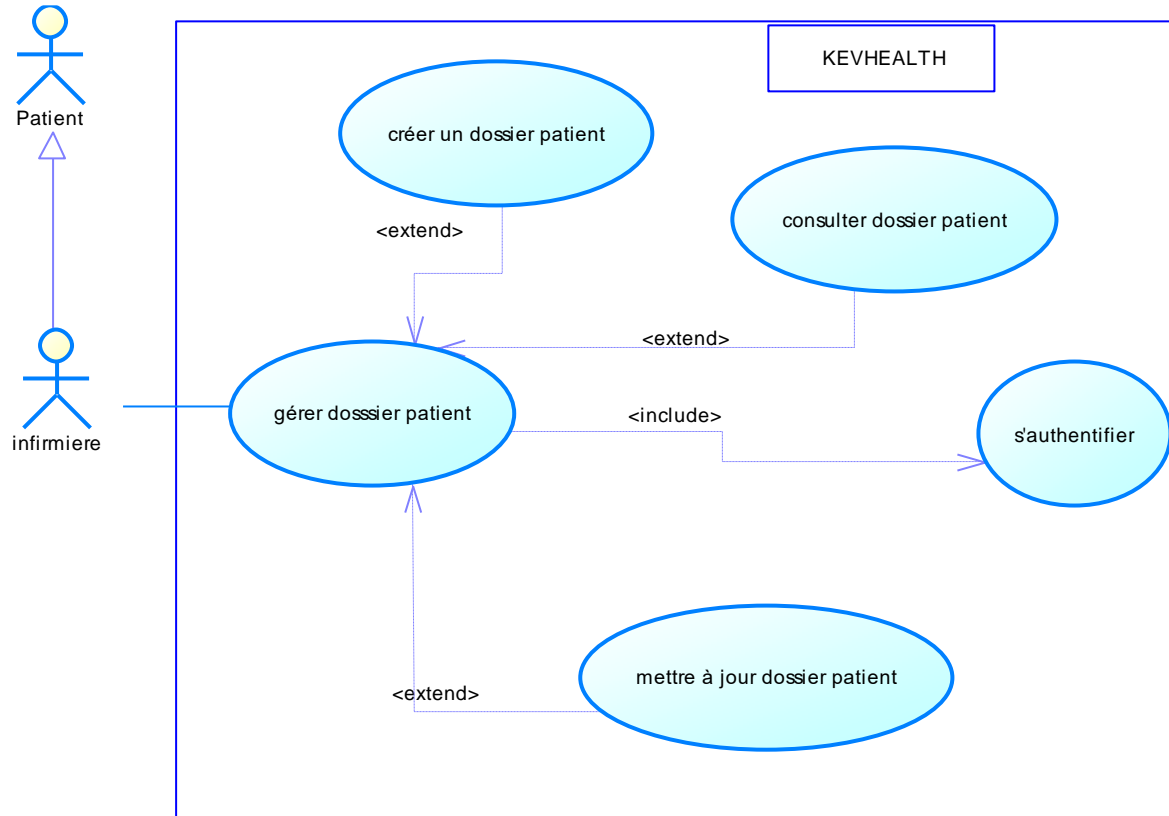 KEVHEALTH
Patient
créer un dossier patient
consulter dossier patient
<extend>
<extend>
gérer dosssier patient
<include>
s'authentifier
infirmiere
mettre à jour dossier patient
<extend>